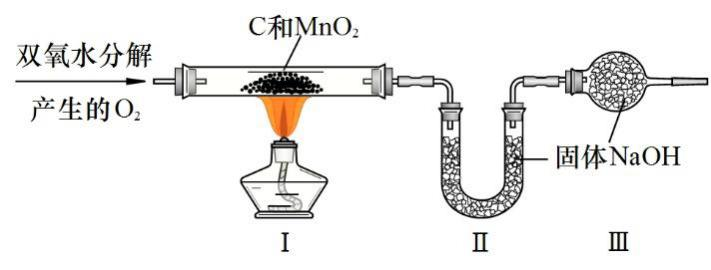 C和MnO₂
双氧水分解
产生的O₂
固体NaOH
Ⅰ
Ⅱ
Ⅲ